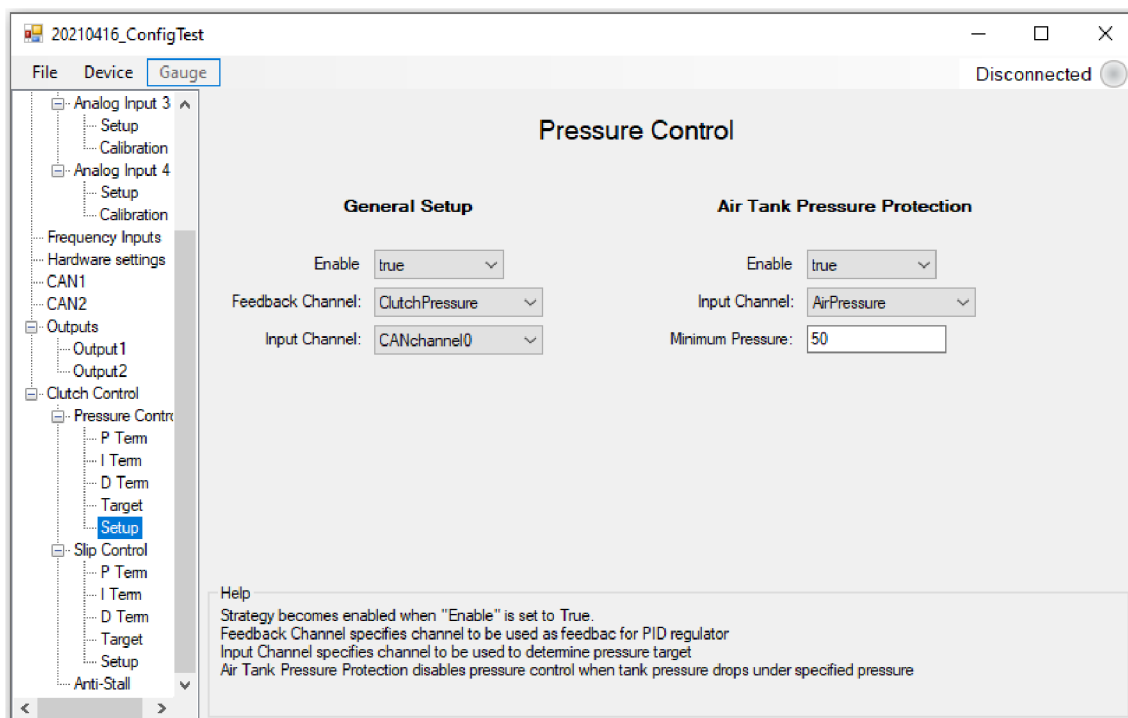 20210416_ConfigTest
File Device Gauge
Disconnected
Analog Input 3
Setup
Calibration
Analog Input 4
Setup
Calibration
Frequency Inputs
Hardware settings
CAN1
CAN2
Outputs
Output1
Output2
Clutch Control
Pressure Contro
P Term
I Term
D Term
Target
Setup
Slip Control
P Term
I Term
D Term
Target
Setup
Anti-Stall
Pressure Control
General Setup
Enable true
Feedback Channel: ClutchPressure
Input Channel: CANchannel0
Air Tank Pressure Protection
Enable true
Input Channel: AirPressure
Minimum Pressure: 50
Help
Strategy becomes enabled when "Enable" is set to True.
Feedback Channel specifies channel to be used as feedbac for PID regulator
Input Channel specifies channel to be used to detemine pressure target
Air Tank Pressure Protection disables pressure control when tank pressure drops under specified pressure